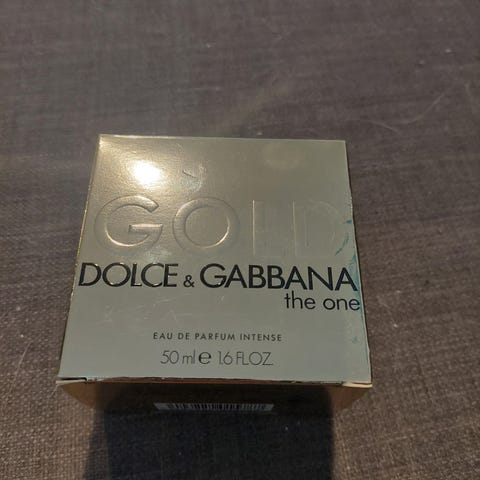 GOLD
DOLCE & GABBANA
the one
EAU DE PARFUM INTENSE
50 ml e 1.6 FL.OZ.